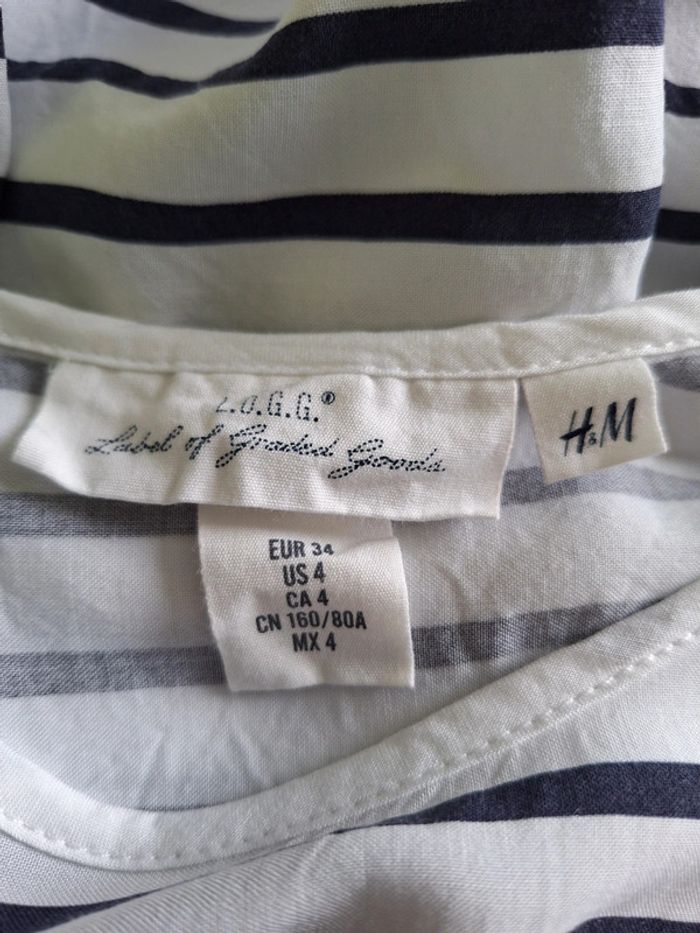 L.O.G.G.®
Label of Graded Goods
H&M
EUR 34
US 4
CA 4
CN 160/80A
MX 4